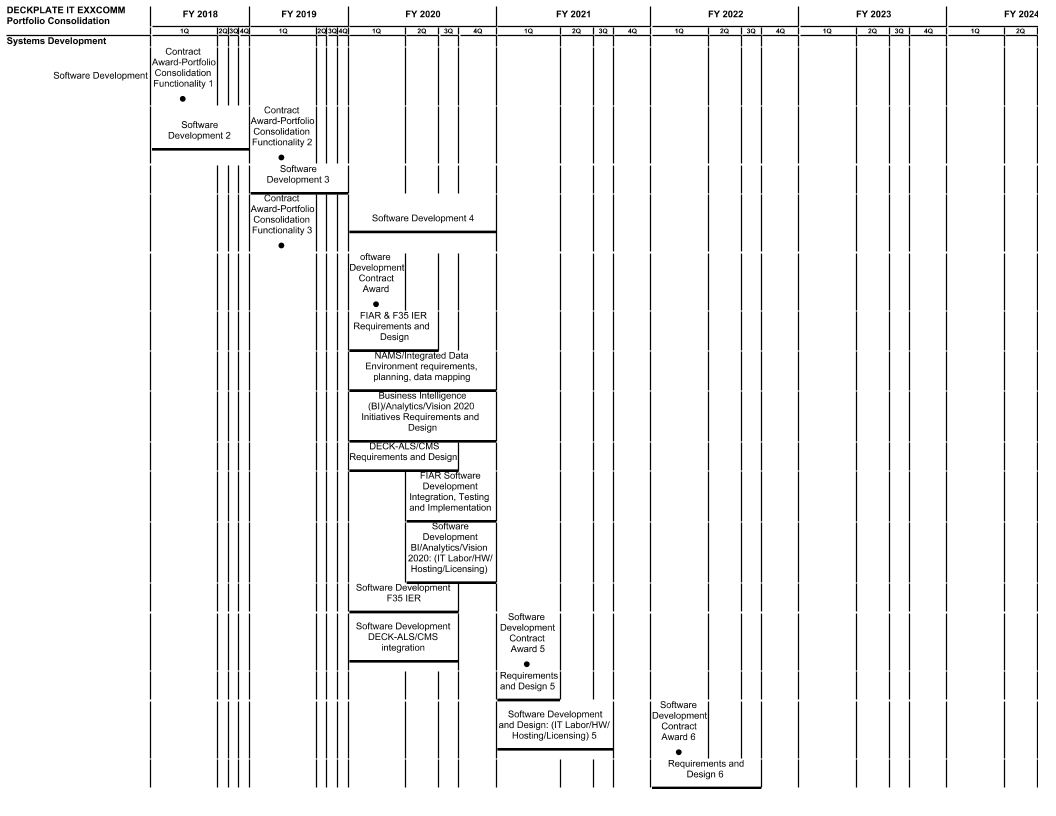 DECKPLATE IT EXXCOMM
Portfolio Consolidation
FY 2018
FY 2019
FY 2020
FY 2021
FY 2022
FY 2023
FY 2024
1Q
2Q
3Q
4Q
1Q
2Q
3Q
4Q
1Q
2Q
3Q
4Q
1Q
2Q
3Q
4Q
1Q
2Q
3Q
4Q
1Q
2Q
3Q
4Q
1Q
2Q
Systems Development
Software Development
Contract
Award-Portfolio
Consolidation
Functionality 1
Software
Development 2
Contract
Award-Portfolio
Consolidation
Functionality 2
Software
Development 3
Contract
Award-Portfolio
Consolidation
Functionality 3
Software Development 4
oftware
Development
Contract
Award
FIAR & F35 IER
Requirements and
Design
NAMS/Integrated Data
Environment requirements,
planning, data mapping
Business Intelligence
(BI)/Analytics/Vision 2020
Initiatives Requirements and
Design
DECK-ALS/CMS
Requirements and Design
FIAR Software
Development
Integration, Testing
and Implementation
Software
Development
BI/Analytics/Vision
2020: (IT Labor/HW/
Hosting/Licensing)
Software Development
F35 IER
Software Development
DECK-ALS/CMS
integration
Software
Development
Contract
Award 5
Requirements
and Design 5
Software Development
and Design: (IT Labor/HW/
Hosting/Licensing) 5
Software
Development
Contract
Award 6
Requirements and
Design 6